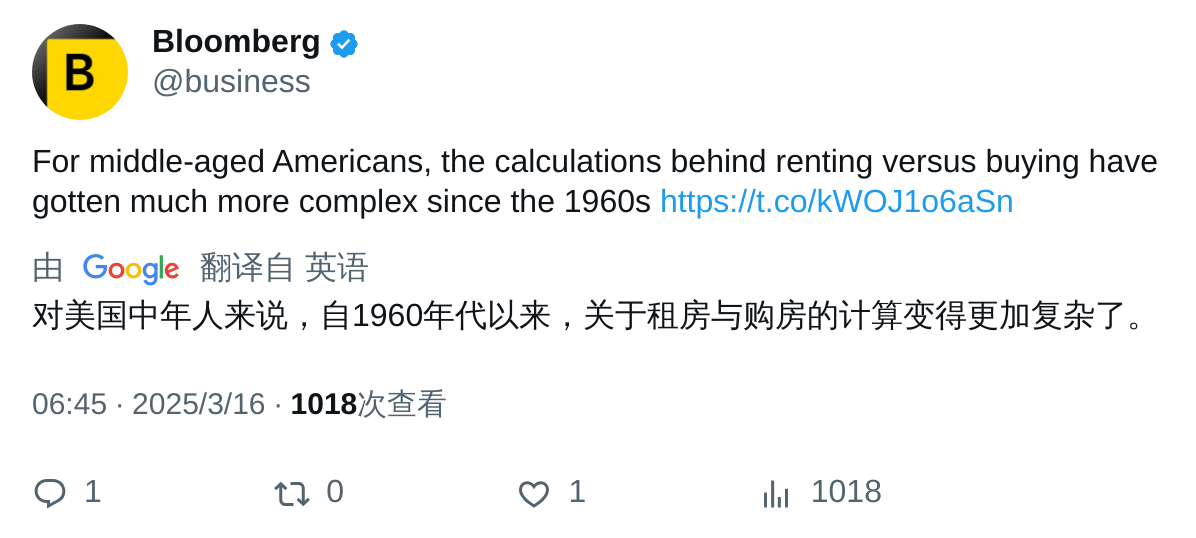 B
Bloomberg
@business
For middle-aged Americans, the calculations behind renting versus buying have
gotten much more complex since the 1960s https://t.co/kWOJ1o6aSn
由 Google 翻译自 英语
对美国中年人来说，自1960年代以来，关于租房与购房的计算变得更加复杂了。
06:45 · 2025/3/16 · 1018次查看
1 0 1 1018